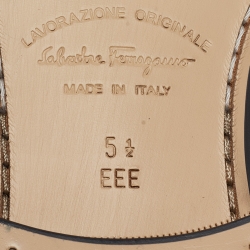 LAVORAZIONE ORIGINALE
Salvatore Ferragamo
MADE IN ITALY
5 ½
EEE